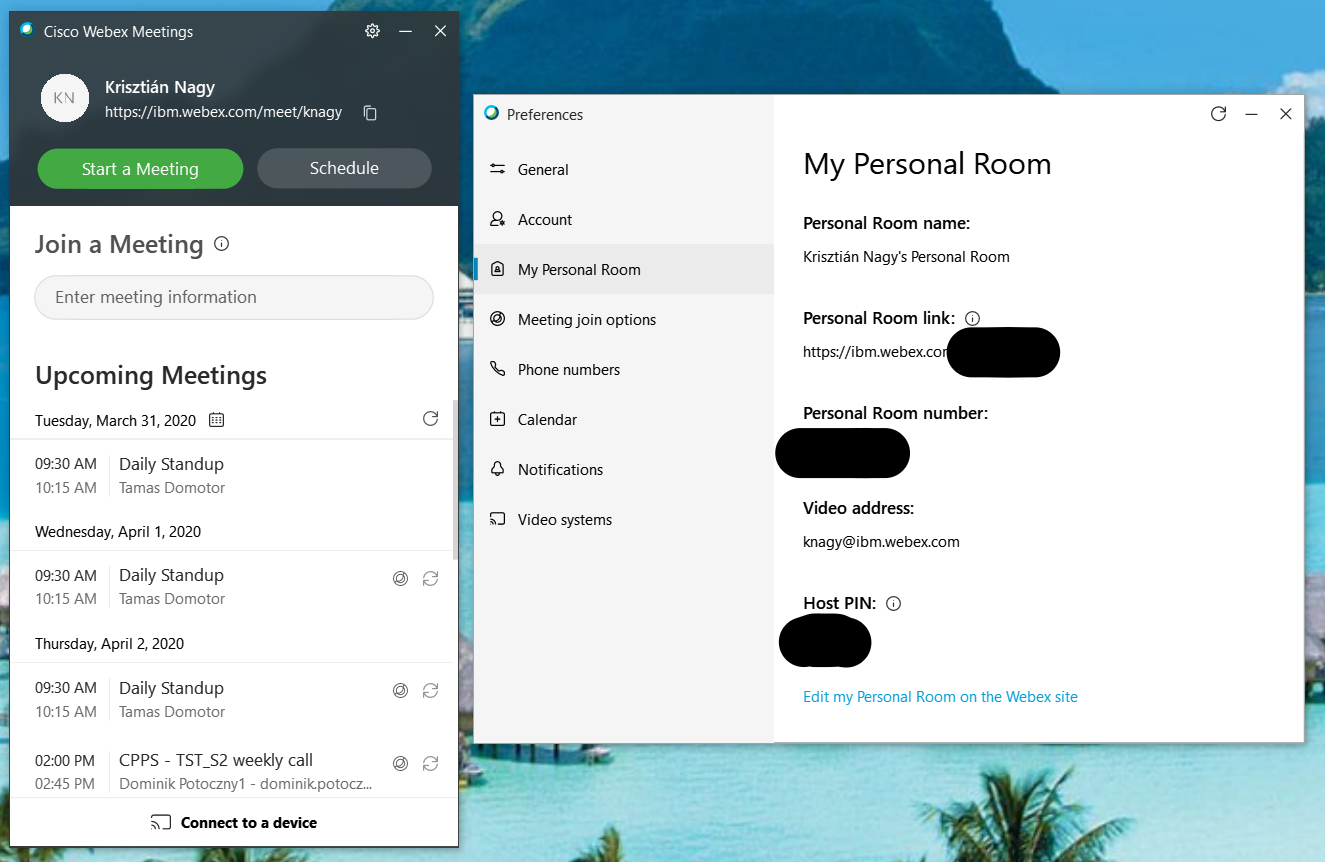 Cisco Webex Meetings
KN
Krisztián Nagy
https://ibm.webex.com/meet/knagy
Start a Meeting
Schedule
Join a Meeting
Enter meeting information
Upcoming Meetings
Tuesday, March 31, 2020
09:30 AM Daily Standup
10:15 AM Tamas Domotor
Wednesday, April 1, 2020
09:30 AM Daily Standup
10:15 AM Tamas Domotor
Thursday, April 2, 2020
09:30 AM Daily Standup
10:15 AM Tamas Domotor
02:00 PM CPPS - TST_S2 weekly call
02:45 PM Dominik Potoczny1 - dominik.potocz...
Connect to a device
Preferences
General
Account
My Personal Room
Meeting join options
Phone numbers
Calendar
Notifications
Video systems
My Personal Room
Personal Room name:
Krisztián Nagy's Personal Room
Personal Room link:
https://ibm.webex.cor
Personal Room number:
Video address:
knagy@ibm.webex.com
Host PIN:
Edit my Personal Room on the Webex site